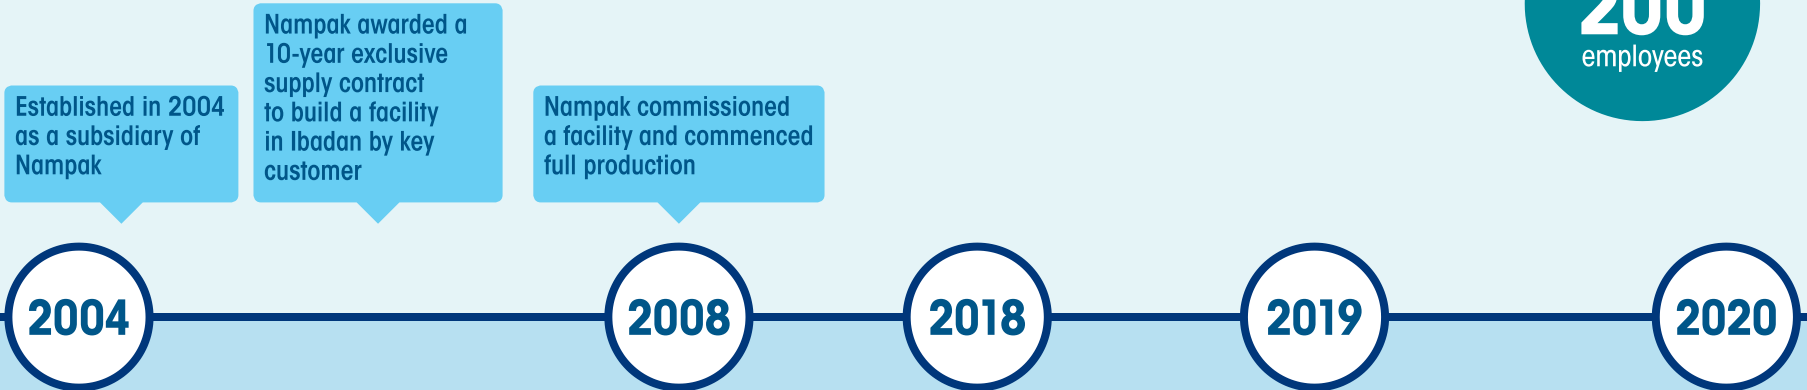 Established in 2004
as a subsidiary of
Nampak
Nampak awarded a
10-year exclusive
supply contract
to build a facility
in Ibadan by key
customer
Nampak commissioned
a facility and commenced
full production
200
employees
2004
2008
2018
2019
2020